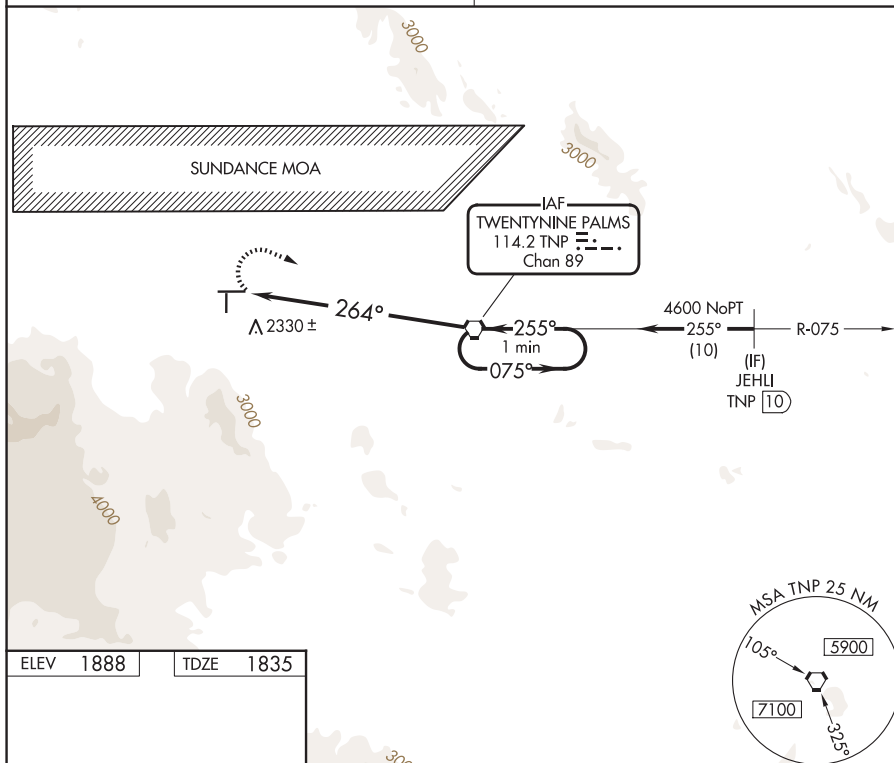 3000
SUNDANCE MOA
3000
IAF
TWENTYNINE PALMS
114.2 TNP
Chan 89
264°
2330 ±
255°
1 min
075°
4600 NoPT
255°
(10)
R-075
(IF)
JEHLI
TNP 10
3000
4000
MSA TNP 25 NM
105°
5900
7100
325°
ELEV 1888
TDZE 1835